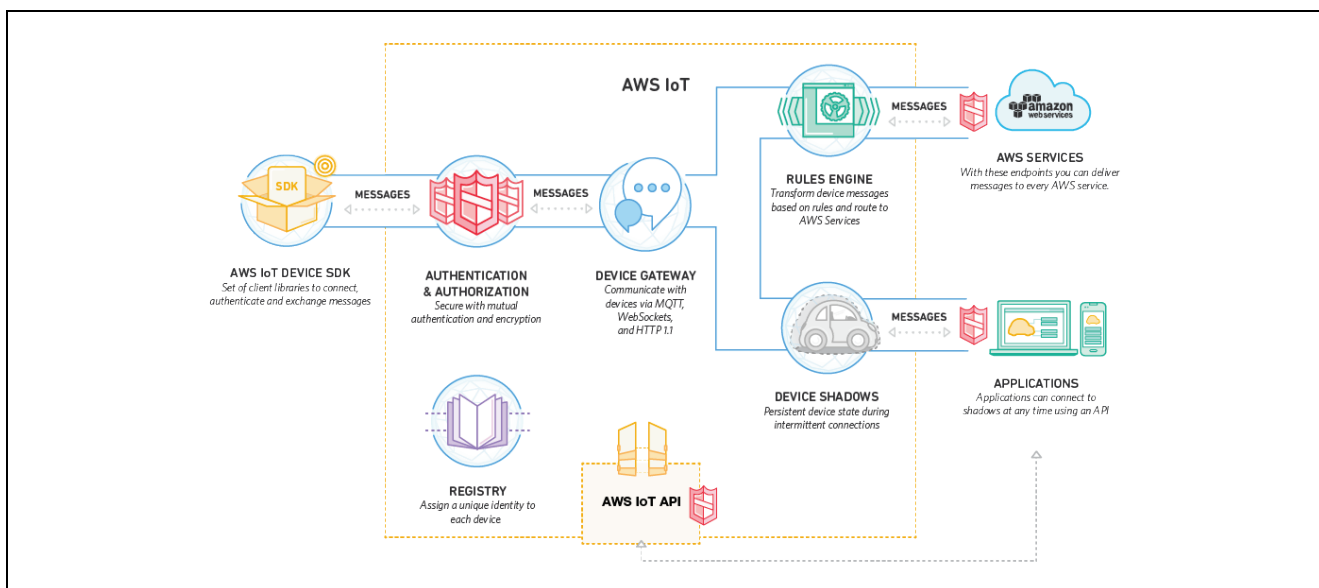 AWS IoT
SDK
MESSAGES
MESSAGES
MESSAGES
amazon
webservices
AWS SERVICES
With these endpoints you can deliver
messages to every AWS service.
RULES ENGINE
Transform device messages
based on rules and route to
AWS Services
AWS IoT DEVICE SDK
Set of client libraries to connect,
authenticate and exchange messages
AUTHENTICATION
& AUTHORIZATION
Secure with mutual
authentication and encryption
DEVICE GATEWAY
Communicate with
devices via MQTT,
WebSockets,
and HTTP 1.1
MESSAGES
DEVICE SHADOWS
Persistent device state during
intermittent connections
APPLICATIONS
Applications can connect to
shadows at any time using an API
REGISTRY
Assign a unique identity to
each device
AWS IoT API